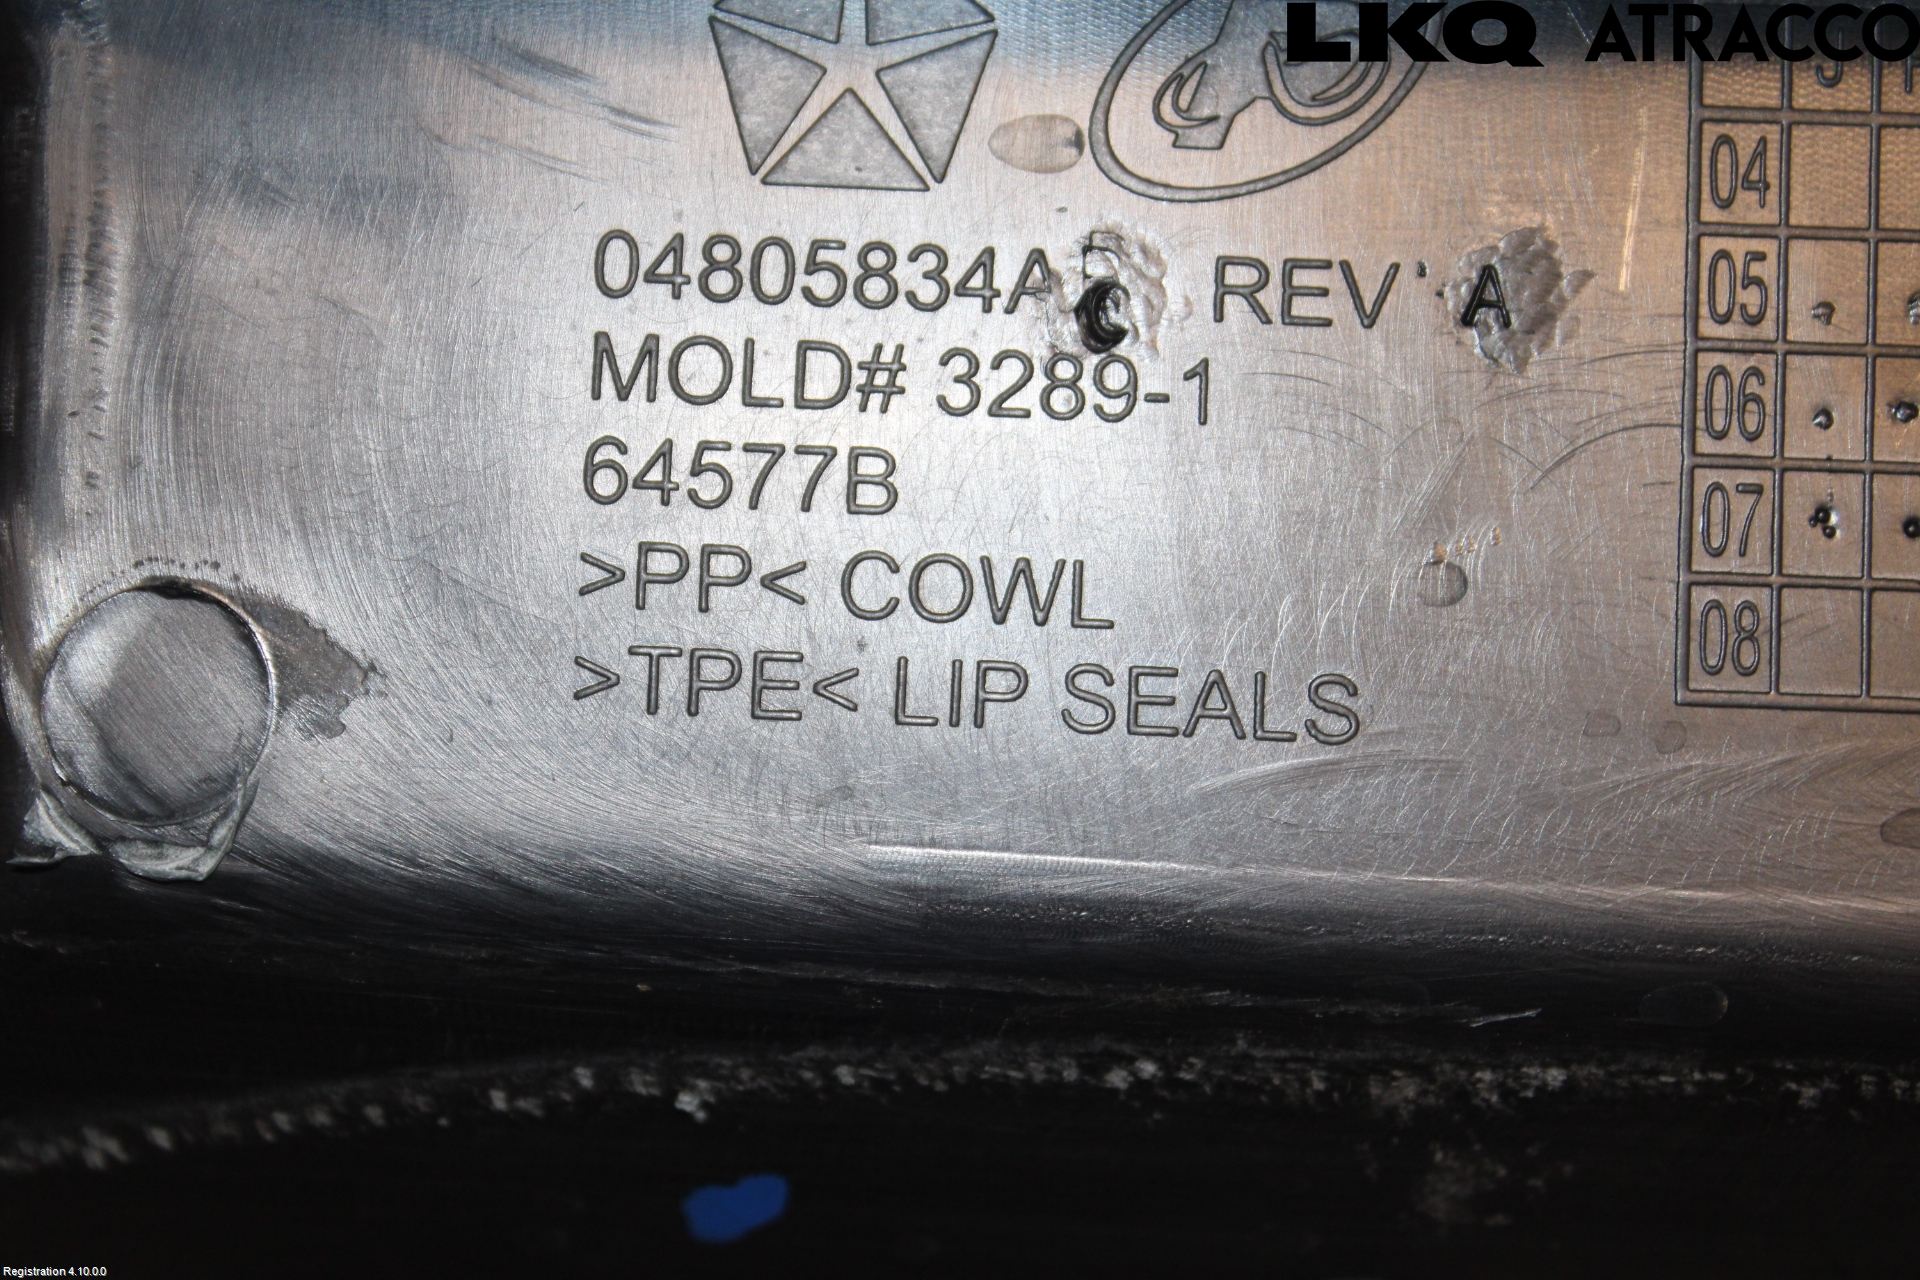 LKQ ATRACCO
04805834A REV A
MOLD# 3289-1
64577B
>PP< COWL
>TPE< LIP SEALS
04
05
06
07
08
Registration 4.10.0.0